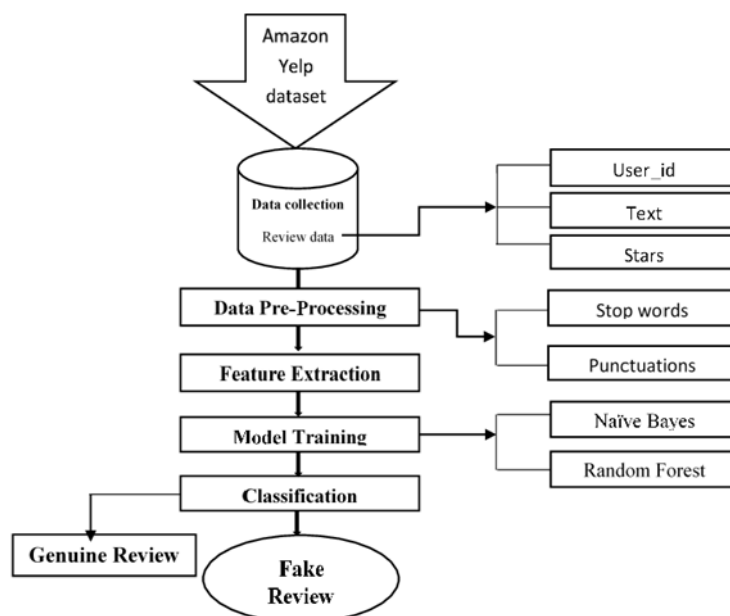 Amazon
Yelp
dataset
Data collection
Review data
User_id
Text
Stars
Data Pre-Processing
Stop words
Punctuations
Feature Extraction
Model Training
Naïve Bayes
Random Forest
Classification
Genuine Review
Fake
Review